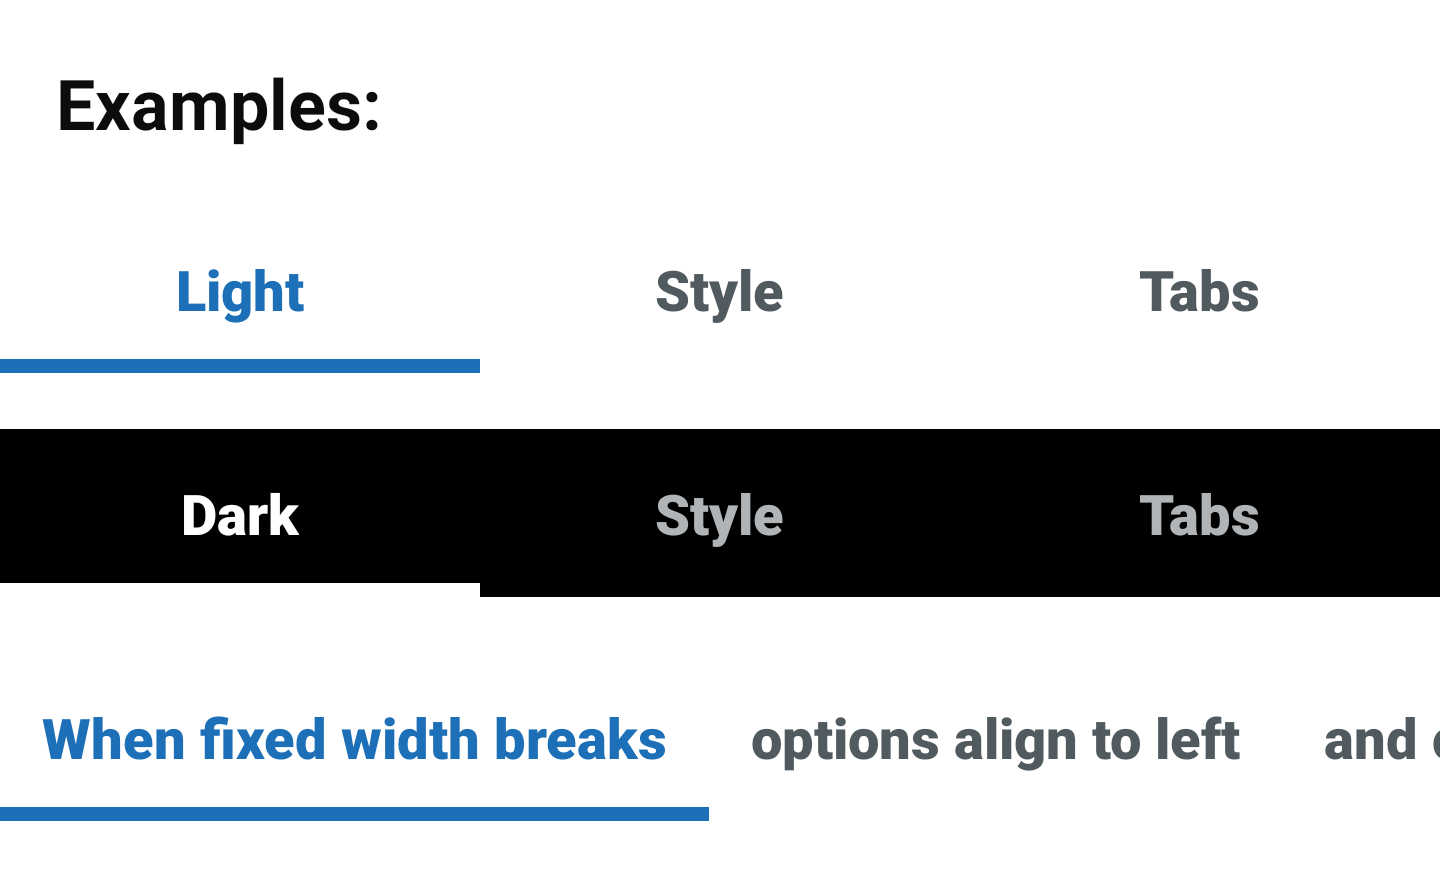 Examples:
Light Style Tabs
Dark Style Tabs
When fixed width breaks options align to left and